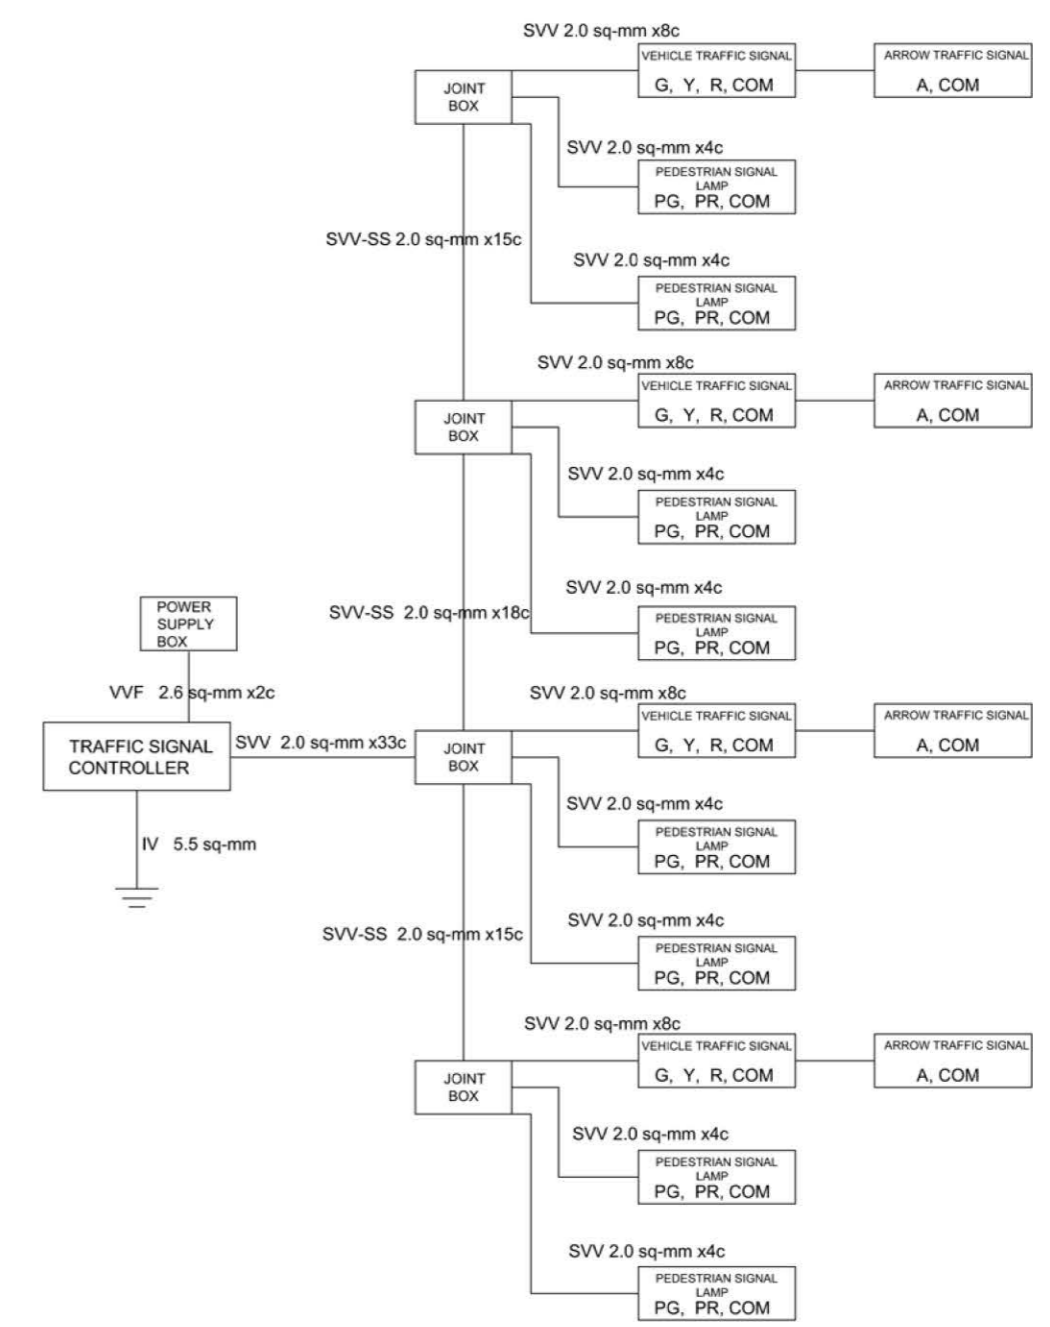 SVV 2.0 sq-mm x8c
VEHICLE TRAFFIC SIGNAL
G, Y, R, COM
ARROW TRAFFIC SIGNAL
A, COM
JOINT
BOX
SVV 2.0 sq-mm x4c
PEDESTRIAN SIGNAL
LAMP
PG, PR, COM
SVV-SS 2.0 sq-mm x15c
SVV 2.0 sq-mm x4c
PEDESTRIAN SIGNAL
LAMP
PG, PR, COM
SVV 2.0 sq-mm x8c
VEHICLE TRAFFIC SIGNAL
G, Y, R, COM
ARROW TRAFFIC SIGNAL
A, COM
JOINT
BOX
SVV 2.0 sq-mm x4c
PEDESTRIAN SIGNAL
LAMP
PG, PR, COM
SVV 2.0 sq-mm x4c
SVV-SS 2.0 sq-mm x18c
PEDESTRIAN SIGNAL
LAMP
PG, PR, COM
POWER
SUPPLY
BOX
VVF 2.6 sq-mm x2c
TRAFFIC SIGNAL
CONTROLLER
SVV 2.0 sq-mm x33c
IV 5.5 sq-mm
SVV 2.0 sq-mm x8c
VEHICLE TRAFFIC SIGNAL
G, Y, R, COM
ARROW TRAFFIC SIGNAL
A, COM
JOINT
BOX
SVV 2.0 sq-mm x4c
PEDESTRIAN SIGNAL
LAMP
PG, PR, COM
SVV 2.0 sq-mm x4c
SVV-SS 2.0 sq-mm x15c
PEDESTRIAN SIGNAL
LAMP
PG, PR, COM
SVV 2.0 sq-mm x8c
VEHICLE TRAFFIC SIGNAL
G, Y, R, COM
ARROW TRAFFIC SIGNAL
A, COM
JOINT
BOX
SVV 2.0 sq-mm x4c
PEDESTRIAN SIGNAL
LAMP
PG, PR, COM
SVV 2.0 sq-mm x4c
PEDESTRIAN SIGNAL
LAMP
PG, PR, COM